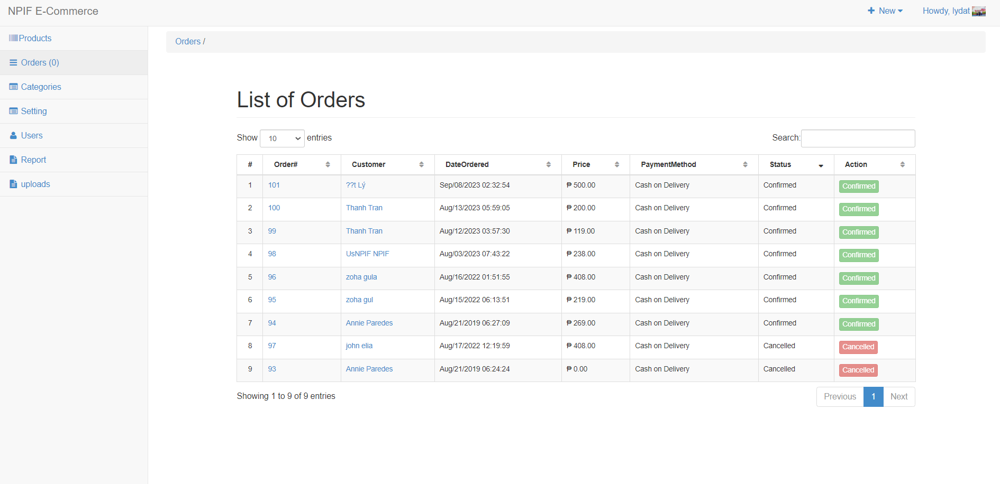 NPIF E-Commerce
New
Howdy, lydat
Products
Orders (0)
Categories
Setting
Users
Report
uploads
Orders /
List of Orders
Show 10 entries
Search:
# Order# Customer DateOrdered Price PaymentMethod Status Action
1 101 ??t Lý Sep/08/2023 02:32:54 ₱ 500.00 Cash on Delivery Confirmed Confirmed
2 100 Thanh Tran Aug/13/2023 05:59:05 ₱ 200.00 Cash on Delivery Confirmed Confirmed
3 99 Thanh Tran Aug/12/2023 03:57:30 ₱ 119.00 Cash on Delivery Confirmed Confirmed
4 98 UsNPIF NPIF Aug/03/2023 07:43:22 ₱ 238.00 Cash on Delivery Confirmed Confirmed
5 96 zoha gula Aug/16/2022 01:51:55 ₱ 408.00 Cash on Delivery Confirmed Confirmed
6 95 zoha gul Aug/15/2022 06:13:51 ₱ 219.00 Cash on Delivery Confirmed Confirmed
7 94 Annie Paredes Aug/21/2019 06:27:09 ₱ 269.00 Cash on Delivery Confirmed Confirmed
8 97 john elia Aug/17/2022 12:19:59 ₱ 408.00 Cash on Delivery Cancelled Cancelled
9 93 Annie Paredes Aug/21/2019 06:24:24 ₱ 0.00 Cash on Delivery Cancelled Cancelled
Showing 1 to 9 of 9 entries
Previous 1 Next